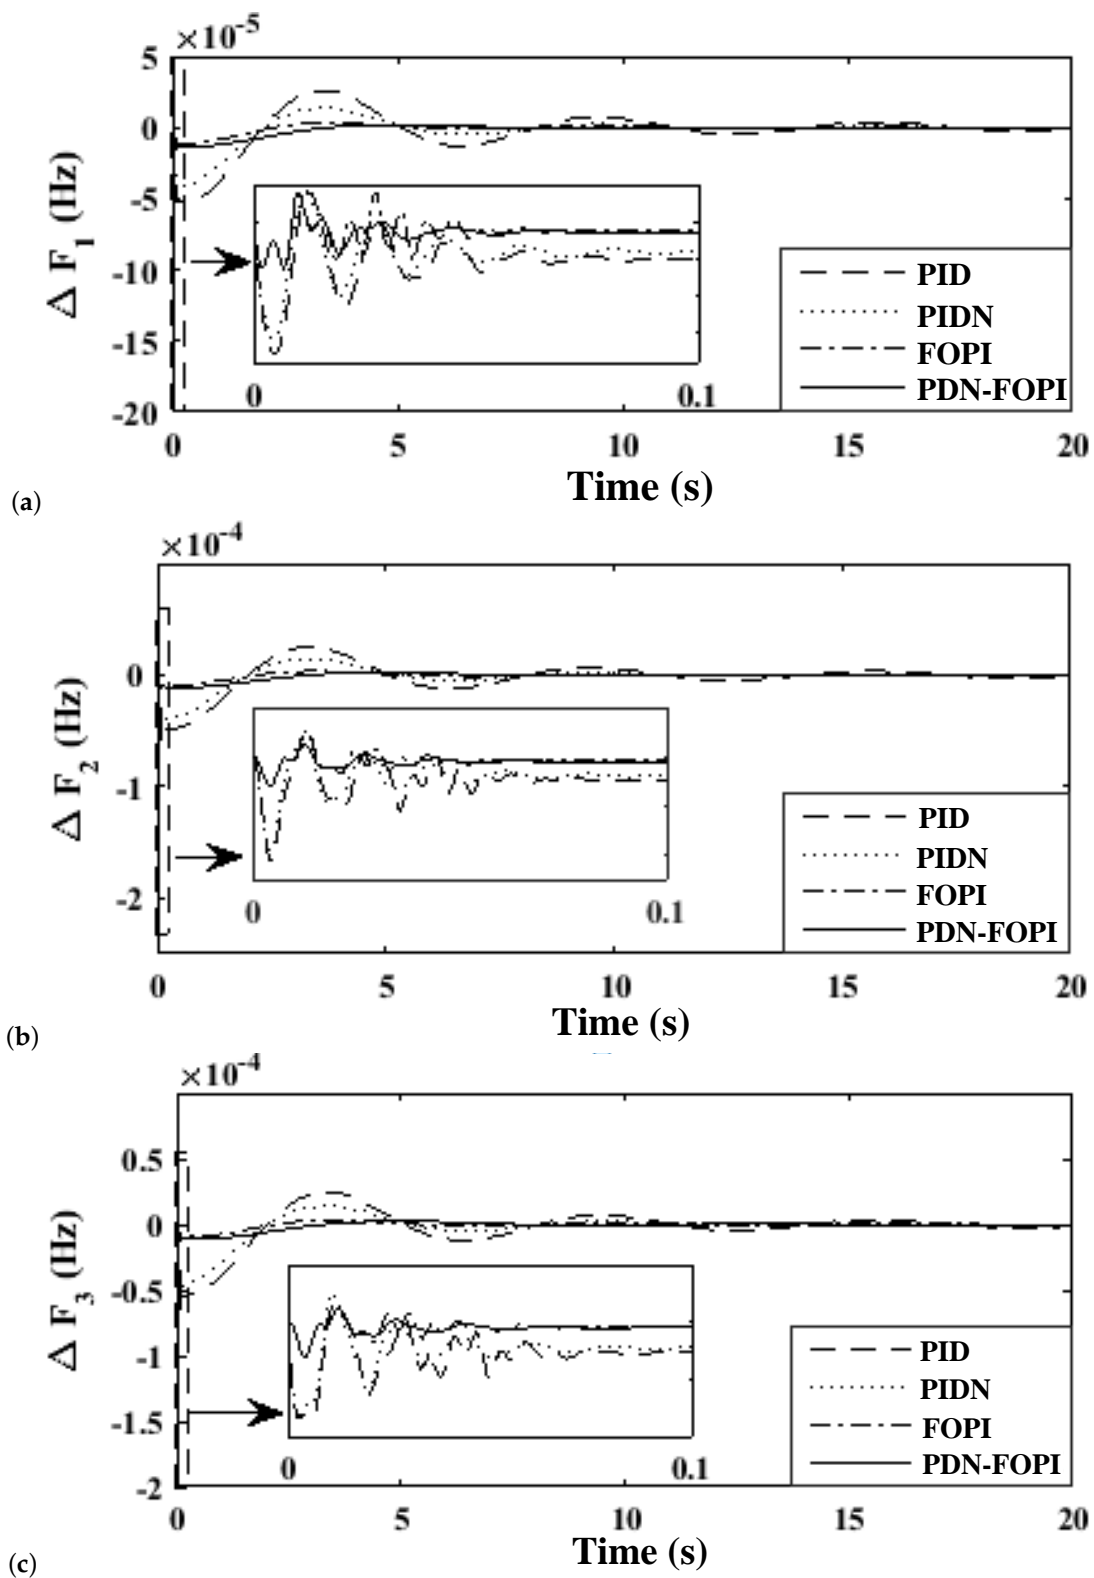 ×10-5
5
0
-5
-10
-15
-20
Δ F1 (Hz)
0
0.1
PID
PIDN
FOPI
PDN-FOPI
0 5 10 15 20
Time (s)
(a)
×10-4
0
-1
-2
Δ F2 (Hz)
0
0.1
PID
PIDN
FOPI
PDN-FOPI
0 5 10 15 20
Time (s)
(b)
×10-4
0.5
0
-0.5
-1
-1.5
-2
Δ F3 (Hz)
0
0.1
PID
PIDN
FOPI
PDN-FOPI
0 5 10 15 20
Time (s)
(c)